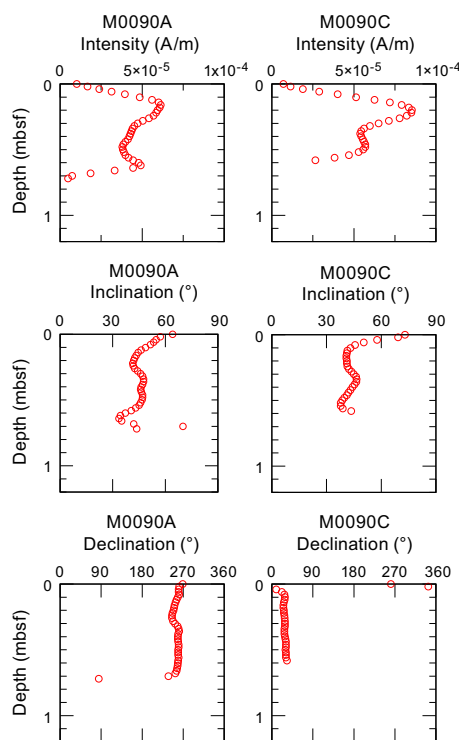 M0090A M0090C
Intensity (A/m) Intensity (A/m)
0 5×10⁻⁵ 1×10⁻⁴ 0 5×10⁻⁵ 1×10⁻⁴
0 0
Depth (mbsf)
1 1
M0090A M0090C
Inclination (°) Inclination (°)
0 30 60 90 0 30 60 90
0 0
Depth (mbsf)
1 1
M0090A M0090C
Declination (°) Declination (°)
0 90 180 270 360 0 90 180 270 360
0 0
Depth (mbsf)
1 1